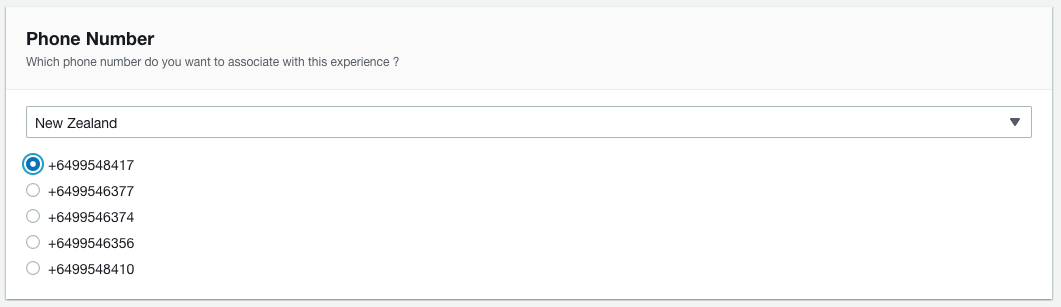 Phone Number
Which phone number do you want to associate with this experience ?
New Zealand
+6499548417
+6499546377
+6499546374
+6499546356
+6499548410